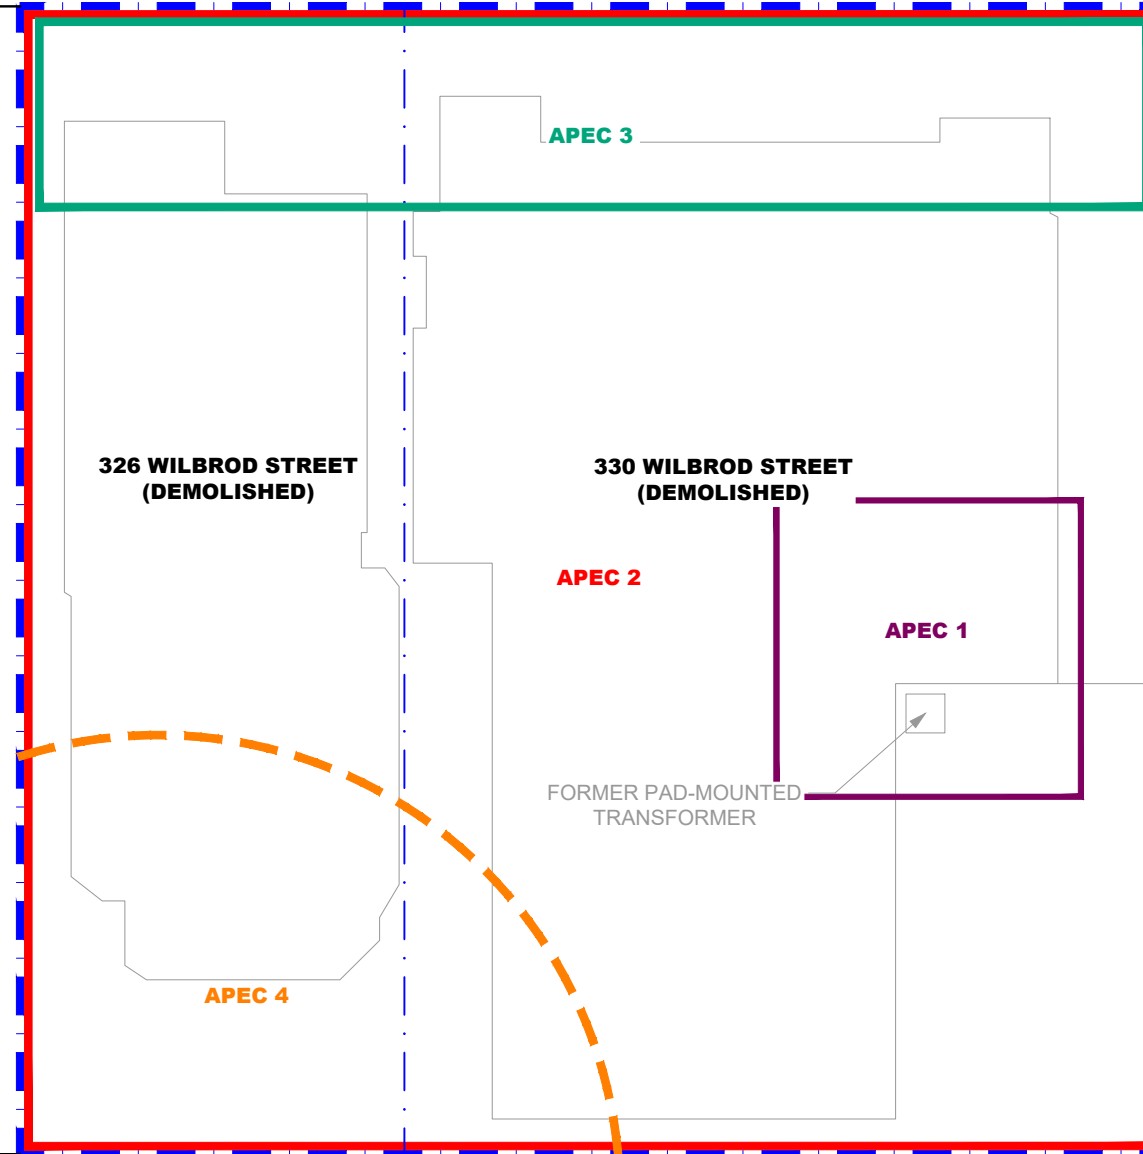 APEC 3
326 WILBROD STREET
(DEMOLISHED)
330 WILBROD STREET
(DEMOLISHED)
APEC 2
APEC 1
FORMER PAD-MOUNTED
TRANSFORMER
APEC 4